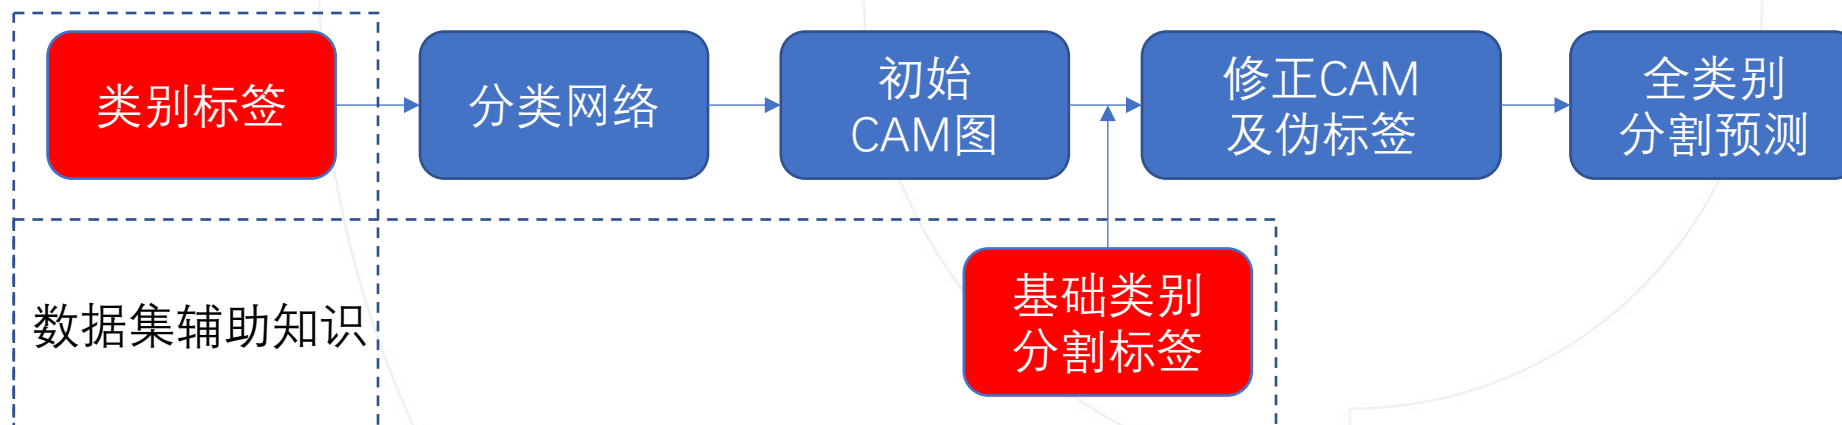 类别标签
分类网络
初始
CAM图
修正CAM
及伪标签
全类别
分割预测
基础类别
分割标签
数据集辅助知识